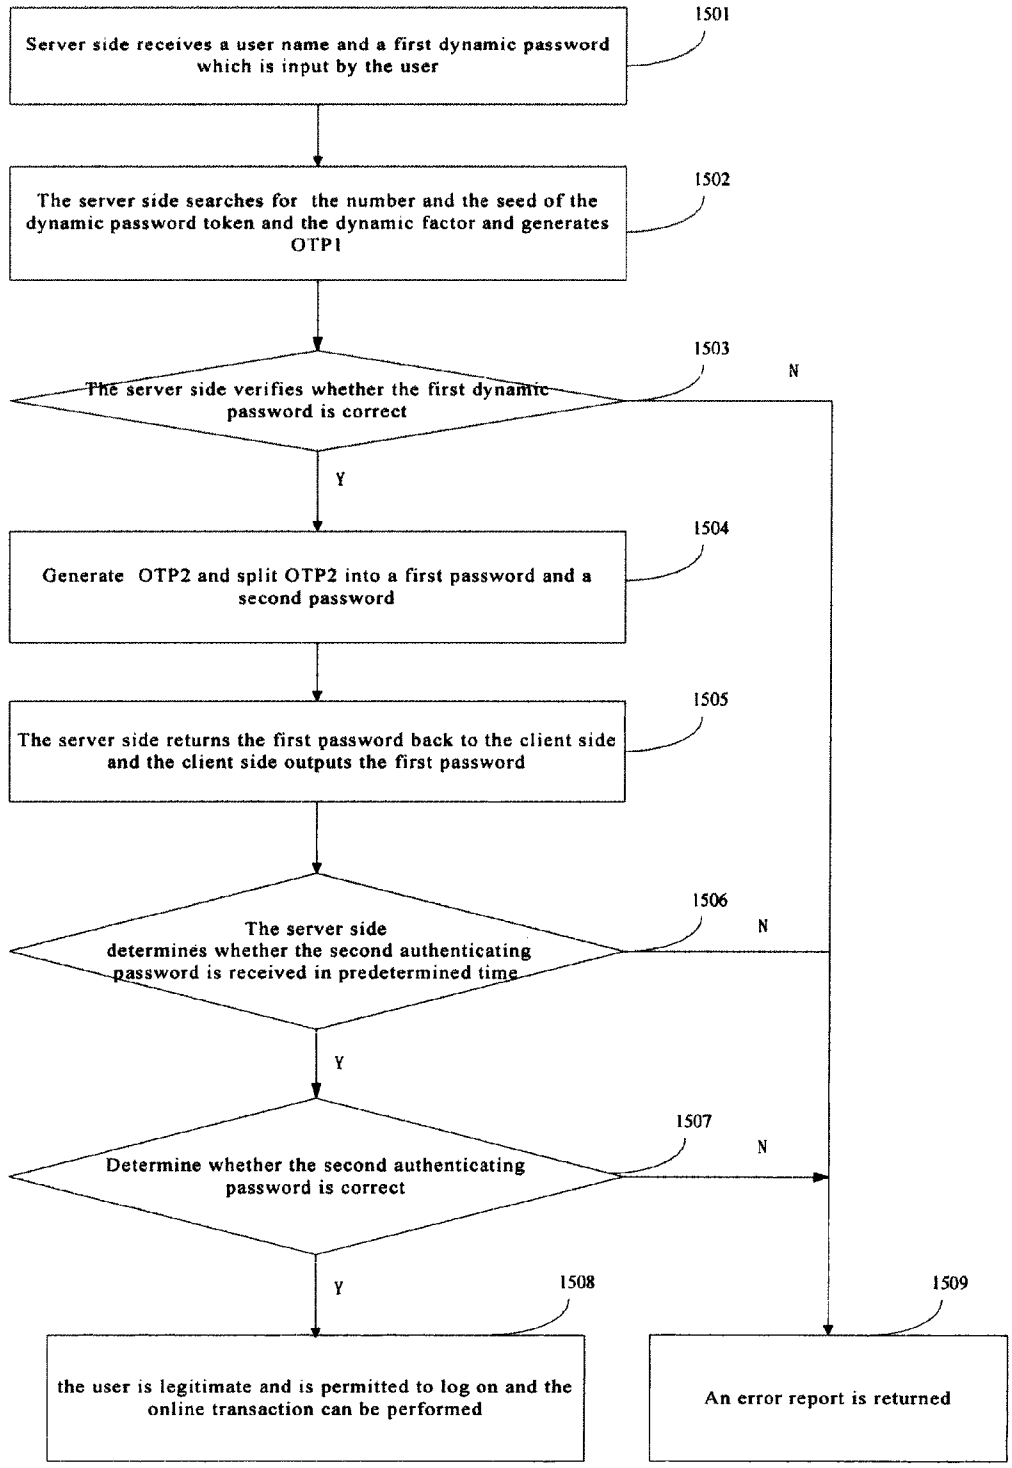 1501
Server side receives a user name and a first dynamic password
which is input by the user
1502
The server side searches for the number and the seed of the
dynamic password token and the dynamic factor and generates
OTP1
1503
N
The server side verifies whether the first dynamic
password is correct
Y
1504
Generate OTP2 and split OTP2 into a first password and a
second password
1505
The server side returns the first password back to the client side
and the client side outputs the first password
1506
N
The server side
determines whether the second authenticating
password is received in predetermined time
Y
1507
N
Determine whether the second authenticating
password is correct
Y
1508
1509
the user is legitimate and is permitted to log on and the
online transaction can be performed
An error report is returned